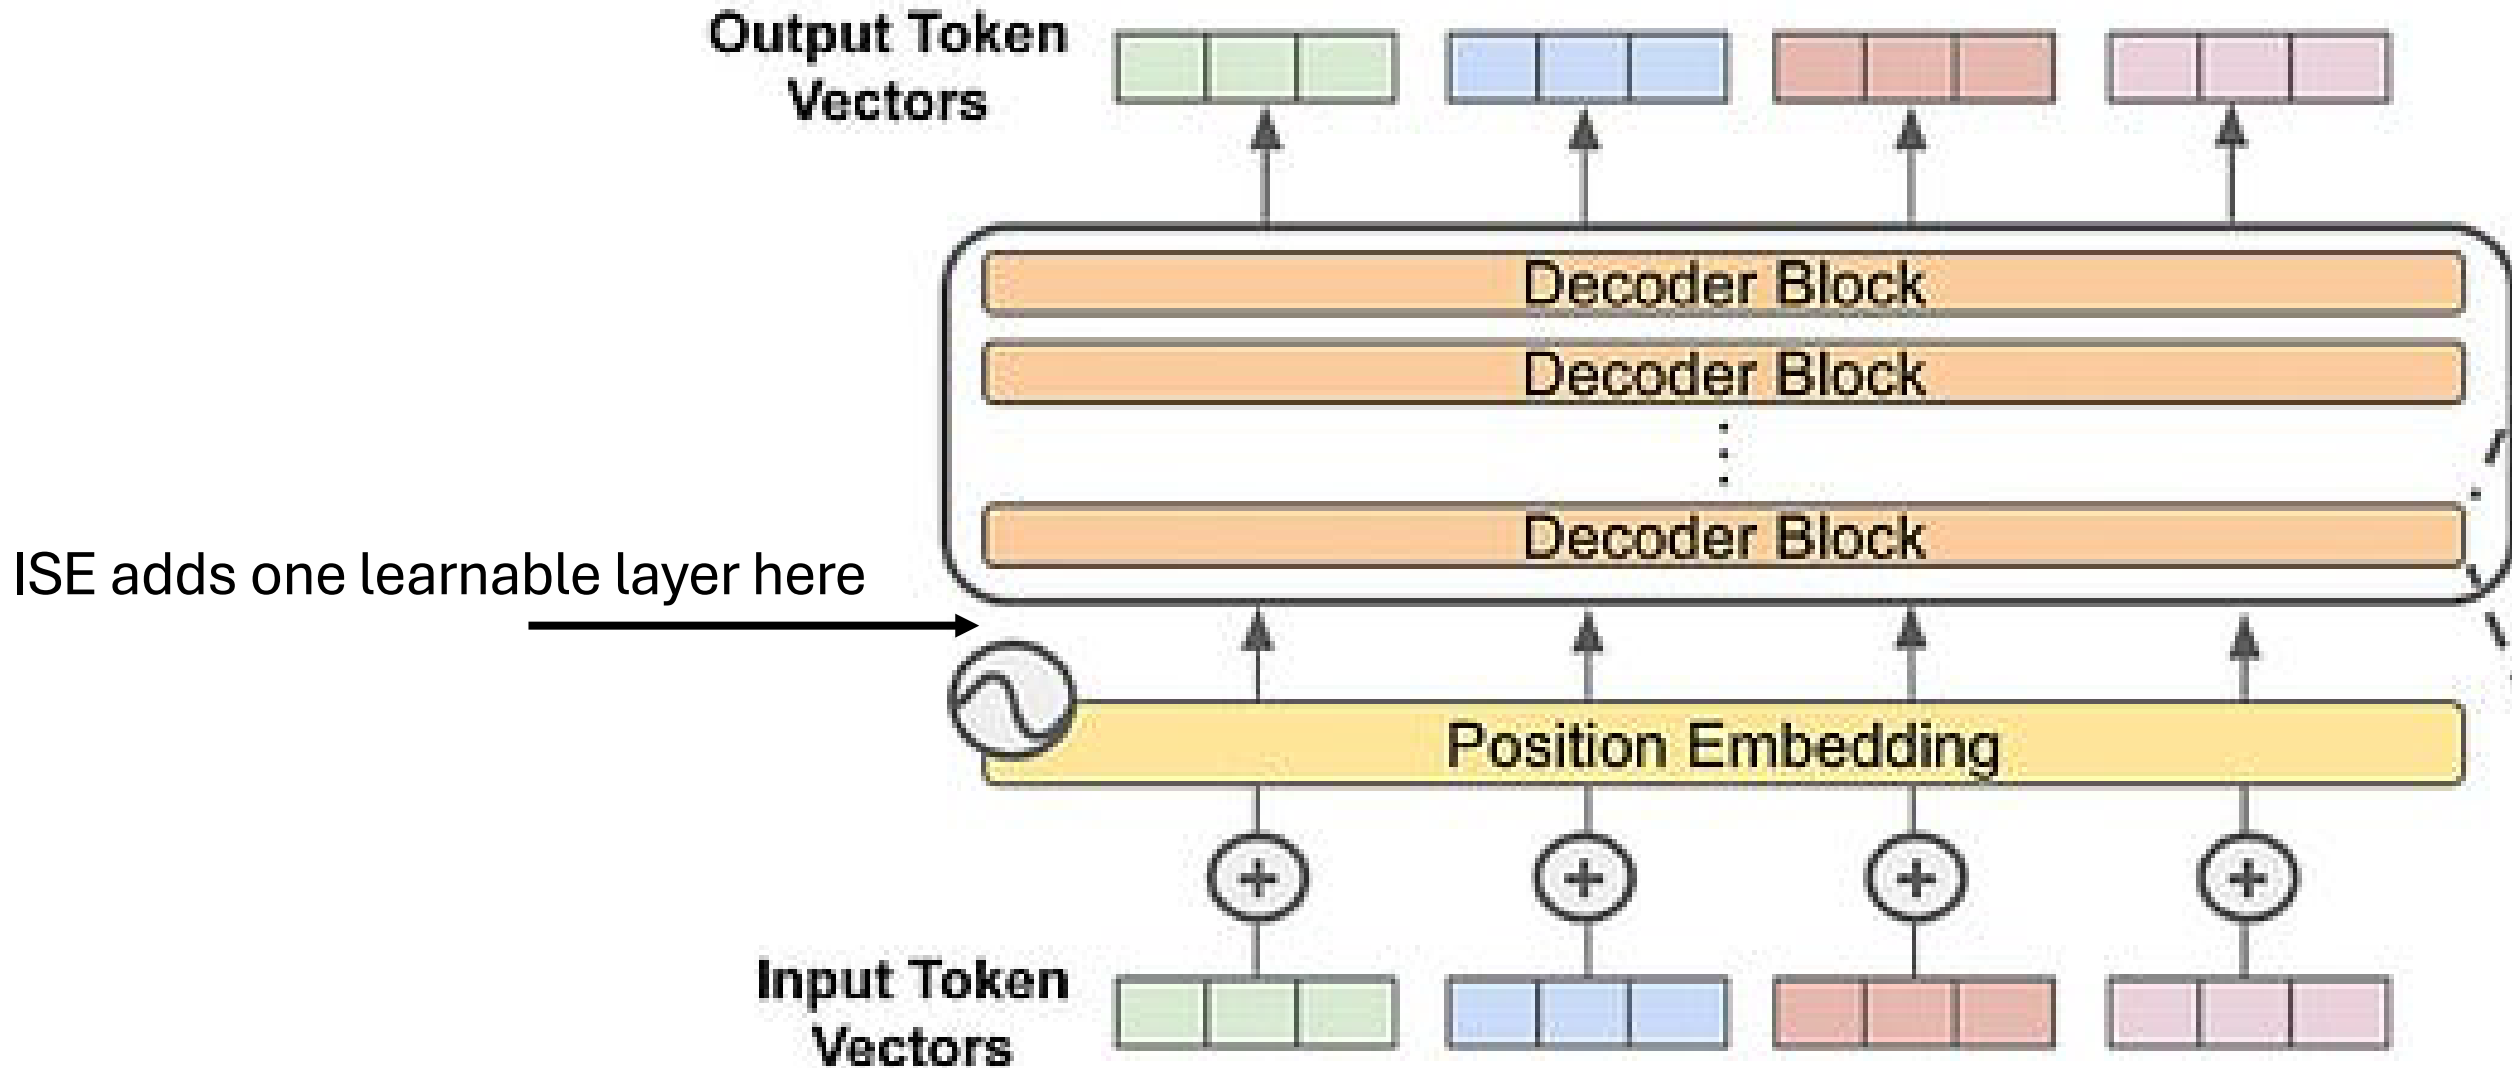 Output Token
Vectors
Decoder Block
Decoder Block
Decoder Block
ISE adds one learnable layer here
Position Embedding
Input Token
Vectors